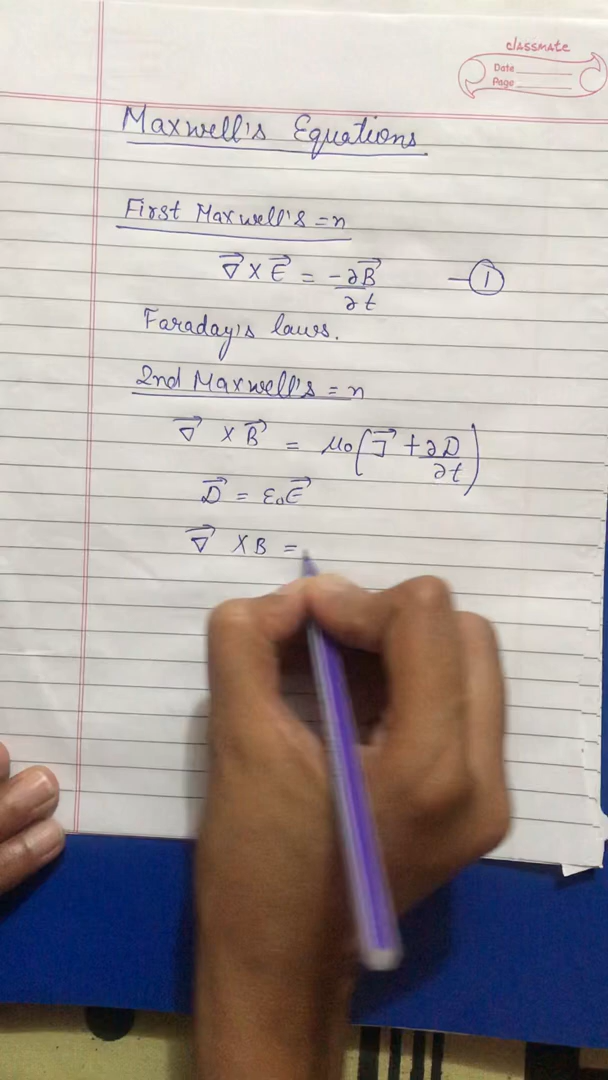 classmate
Date
Page
Maxwell's Equations
First Maxwell's =n
∇⃗ × E⃗ = -∂B⃗/∂t — ①
Faraday's laws.
2nd Maxwell's = n
∇⃗ × B⃗ = μ₀(J⃗ + ∂D/∂t)
D⃗ = ε₀E⃗
∇⃗ × B =